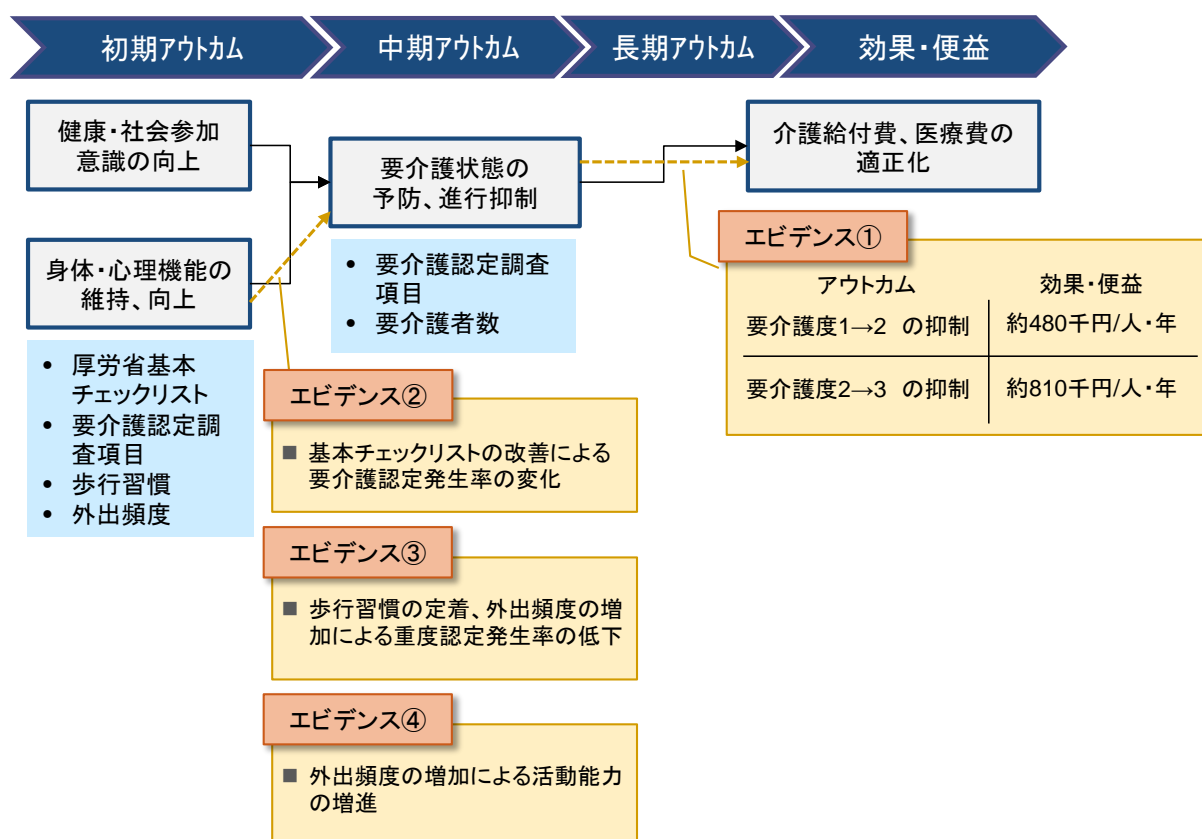 初期アウトカム
中期アウトカム
長期アウトカム
効果・便益
健康・社会参加
意識の向上
身体・心理機能の
維持、向上
• 厚労省基本
チェックリスト
• 要介護認定調
査項目
• 歩行習慣
• 外出頻度
要介護状態の
予防、進行抑制
• 要介護認定調査
項目
• 要介護者数
介護給付費、医療費の
適正化
エビデンス①
アウトカム 効果・便益
要介護度1→2 の抑制 約480千円/人・年
要介護度2→3 の抑制 約810千円/人・年
エビデンス②
■ 基本チェックリストの改善による
要介護認定発生率の変化
エビデンス③
■ 歩行習慣の定着、外出頻度の増
加による重度認定発生率の低下
エビデンス④
■ 外出頻度の増加による活動能力
の増進